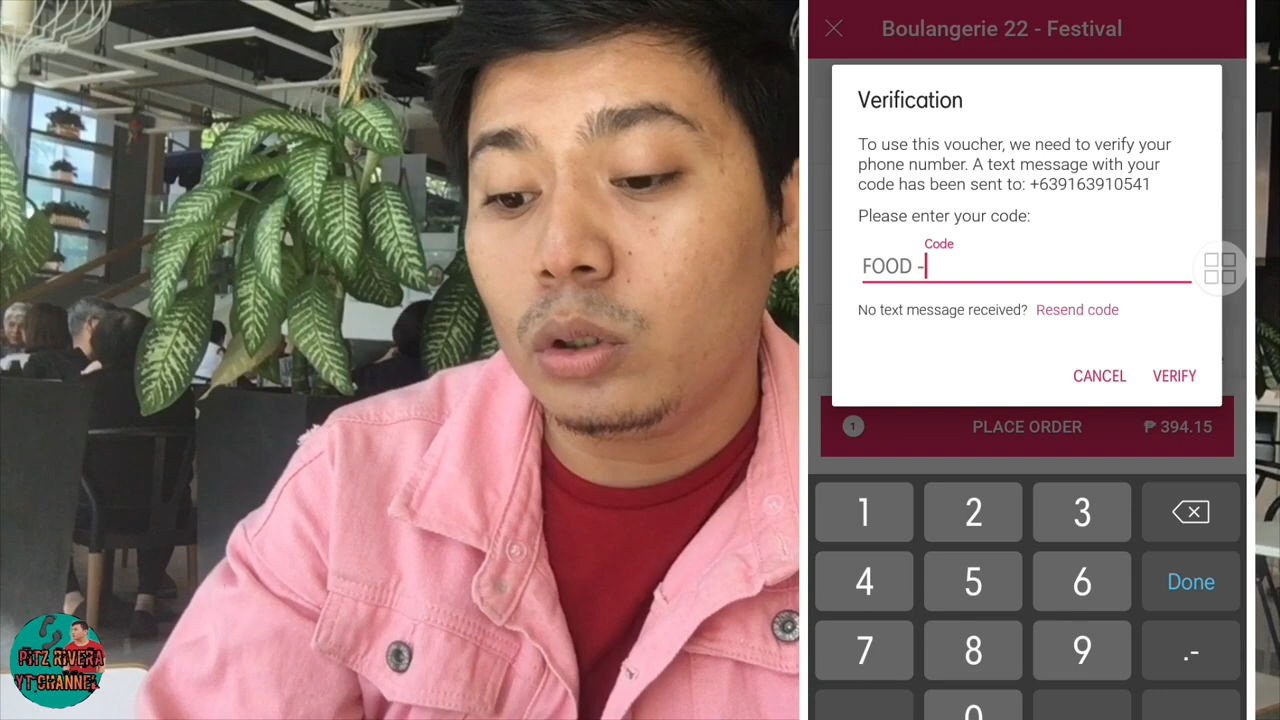 Boulangerie 22 - Festival
Verification
To use this voucher, we need to verify your
phone number. A text message with your
code has been sent to: +639163910541
Please enter your code:
Code
FOOD -
No text message received? Resend code
CANCEL VERIFY
1 PLACE ORDER ₱ 394.15
1 2 3
4 5 6 Done
7 8 9 .-
0
PITZ RIVERA
YT CHANNEL